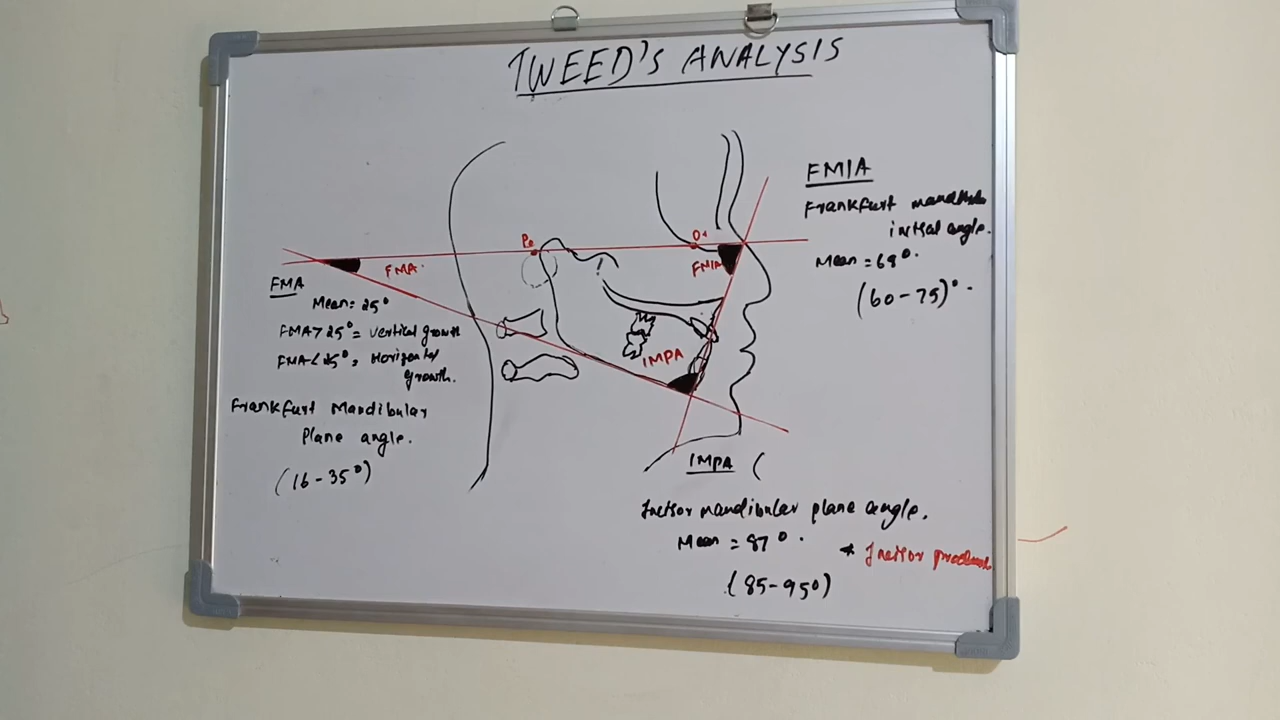 TWEED'S ANALYSIS
FMIA
Frankfurt
angle.
Mean = 68°.
(60-75)°.
Po
Or
FMA.
FMIA
IMPA
FMA
Mean = 25°
FMA > 25° = vertical growth
FMA < 25° = Horizontal
growth.
Frankfurt Mandibular
Plane angle.
(16-35°)
IMPA (
Incisor mandibular plane angle.
Mean = 87°.
* Incisor
(85-95°)